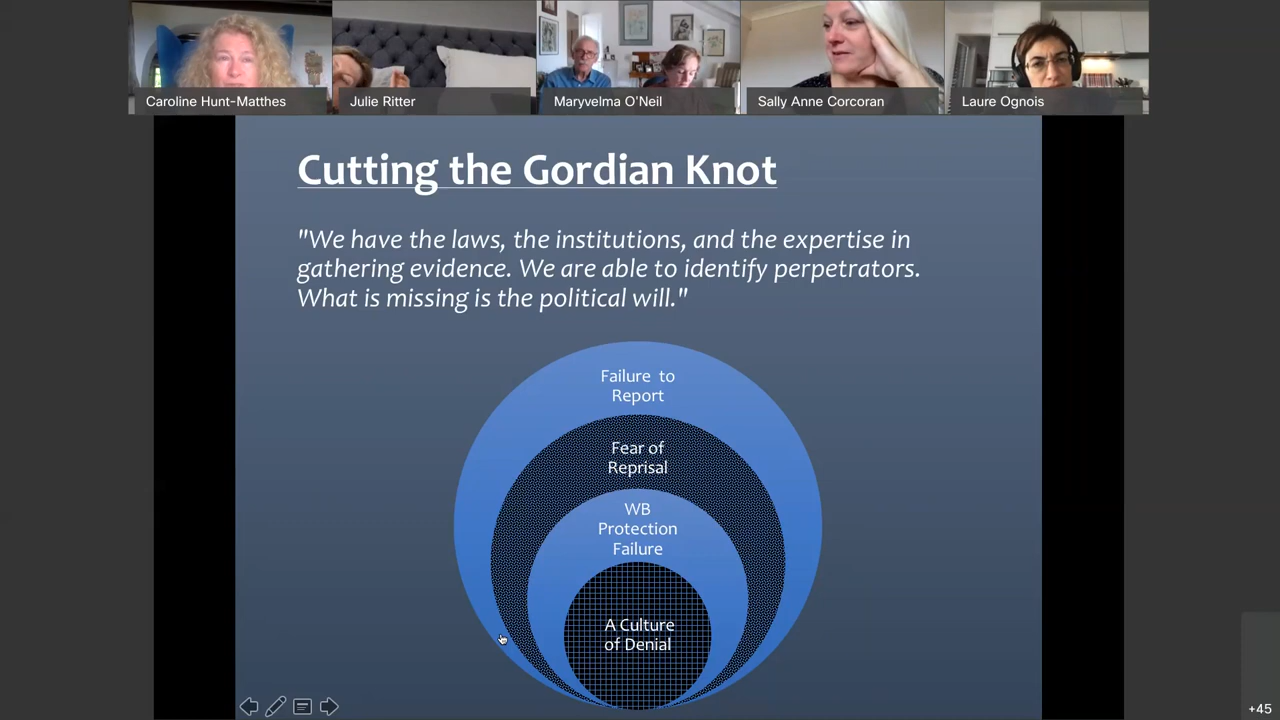 Caroline Hunt-Matthes
Julie Ritter
Maryvelma O'Neil
Sally Anne Corcoran
Laure Ognois
Cutting the Gordian Knot
"We have the laws, the institutions, and the expertise in
gathering evidence. We are able to identify perpetrators.
What is missing is the political will."
Failure to
Report
Fear of
Reprisal
WB
Protection
Failure
A Culture
of Denial
+45